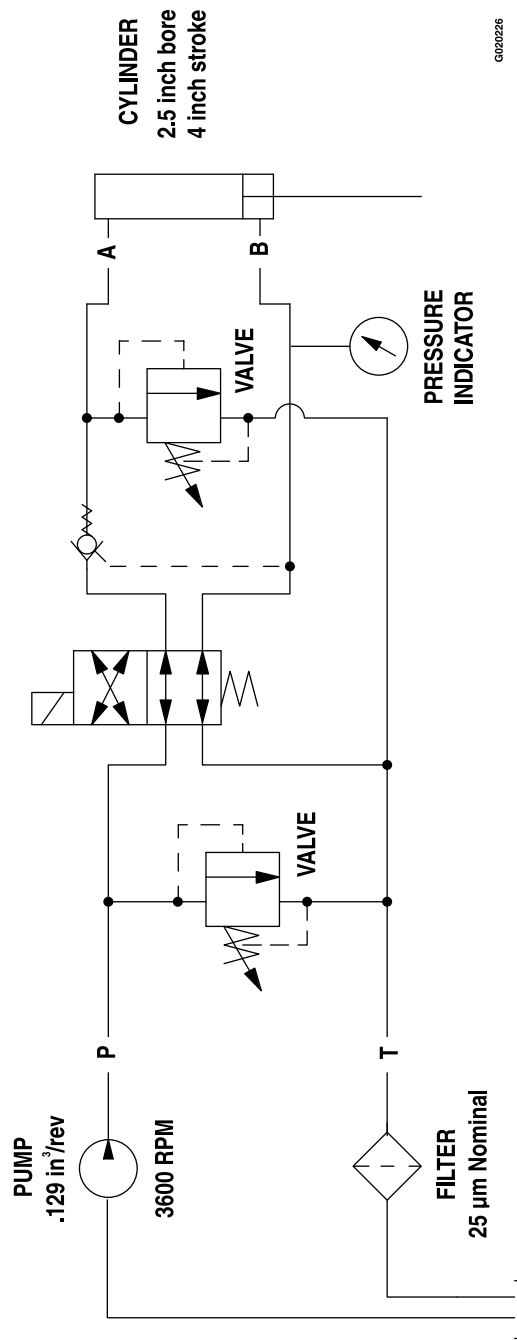 PUMP
.129 in³/rev
3600 RPM
P
VALVE
T
FILTER
25 µm Nominal
VALVE
A
B
CYLINDER
2.5 inch bore
4 inch stroke
PRESSURE
INDICATOR
G020226